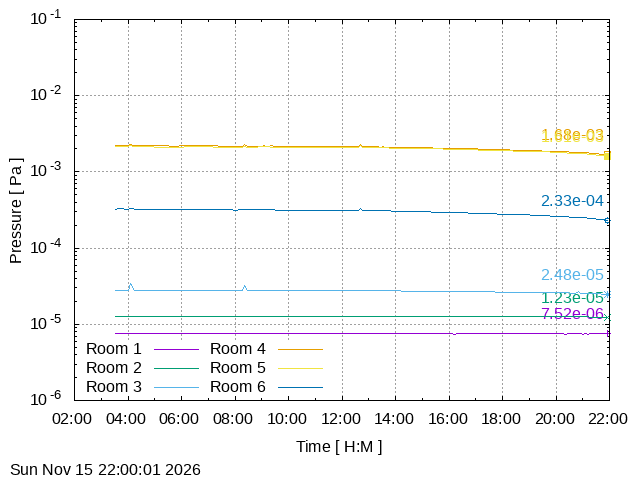 10^-1
10^-2
10^-3
10^-4
10^-5
10^-6
Pressure [ Pa ]
1.68e-03
2.33e-04
2.48e-05
1.23e-05
7.52e-06
Room 1 Room 4
Room 2 Room 5
Room 3 Room 6
02:00 04:00 06:00 08:00 10:00 12:00 14:00 16:00 18:00 20:00 22:00
Time [ H:M ]
Sun Nov 15 22:00:01 2026